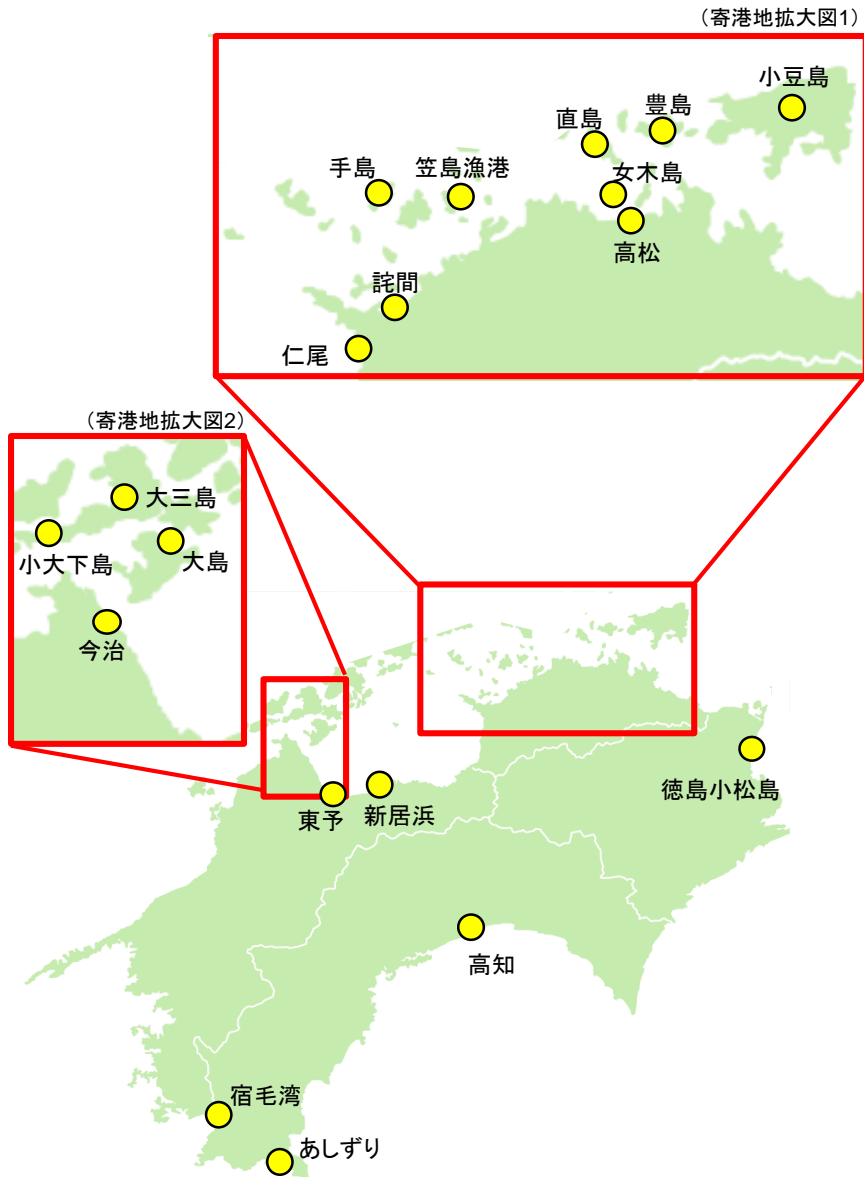 （寄港地拡大図1）
小豆島
豊島
直島
手島
笠島漁港
女木島
高松
詫間
仁尾
（寄港地拡大図2）
大三島
小大下島
大島
今治
徳島小松島
東予
新居浜
高知
宿毛湾
あしずり